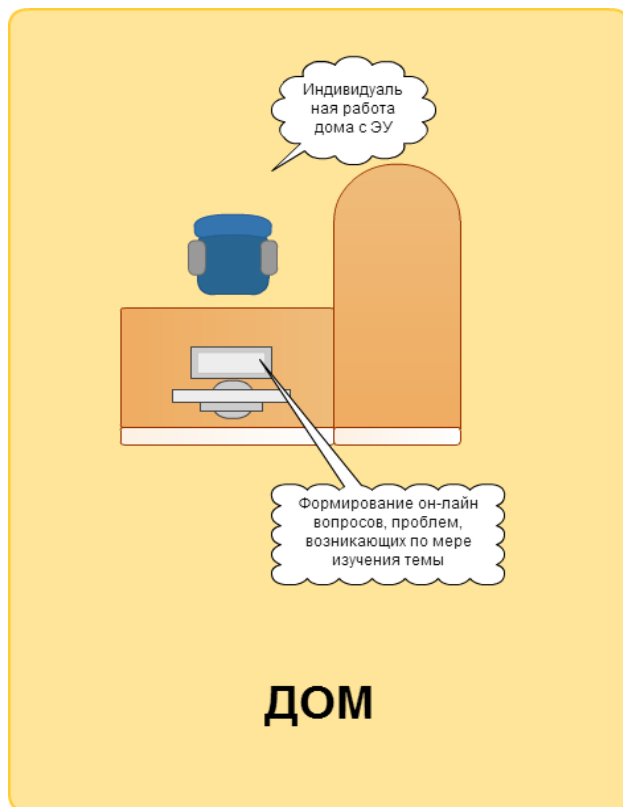 Индивидуаль
ная работа
дома с ЭУ
Формирование он-лайн
вопросов, проблем,
возникающих по мере
изучения темы
ДОМ